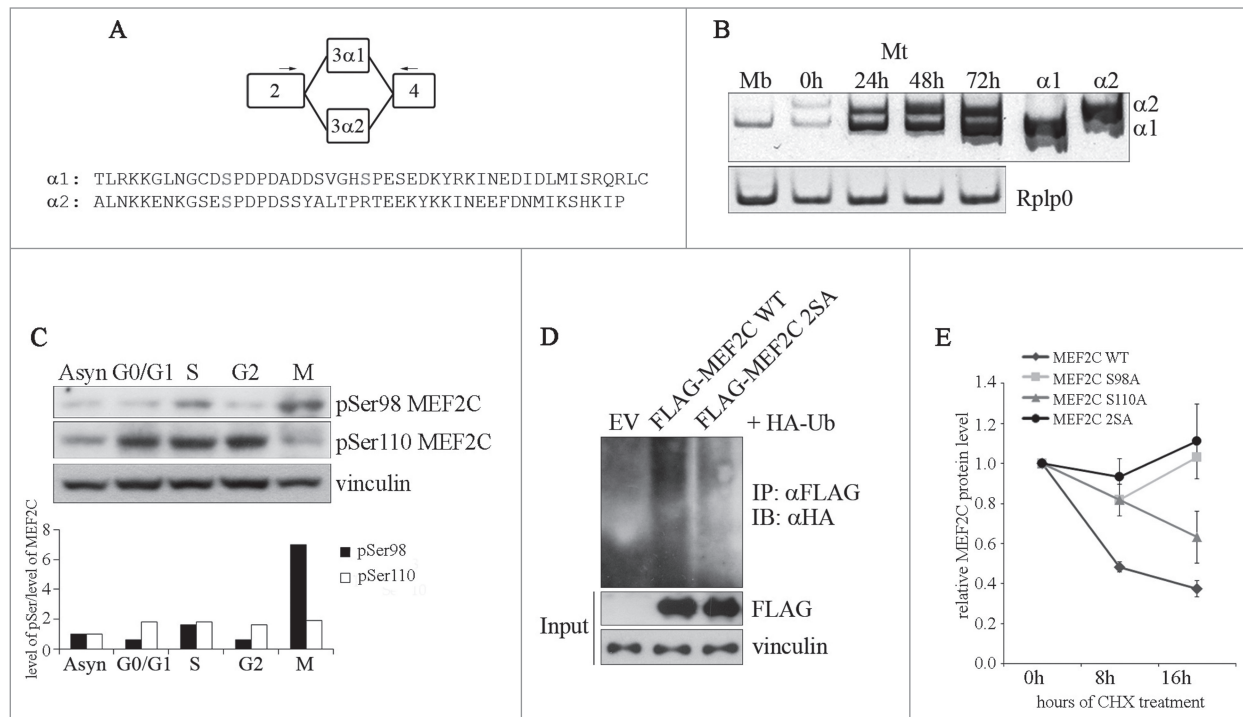 A
3α1
2
4
3α2
α1: TLRKKGLNGCDSPDPDADDSVGHSPESEDKYRKINEDIDLMISRQRLC
α2: ALNKKENKGSESPDPDSSYALTPRTEEKYKKINEEFDNMIKSHKIP
B
Mt
Mb 0h 24h 48h 72h α1 α2
α2
α1
Rplp0
C
Asyn G0/G1 S G2 M
pSer98 MEF2C
pSer110 MEF2C
vinculin
level of pSer/level of MEF2C
8
6
4
2
0
pSer98
pSer110
Asyn G0/G1 S G2 M
D
EV FLAG-MEF2C WT FLAG-MEF2C 2SA + HA-Ub
IP: αFLAG
IB: αHA
Input
FLAG
vinculin
E
MEF2C WT
MEF2C S98A
MEF2C S110A
MEF2C 2SA
relative MEF2C protein level
1.4
1.2
1.0
0.8
0.6
0.4
0.2
0.0
0h 8h 16h
hours of CHX treatment